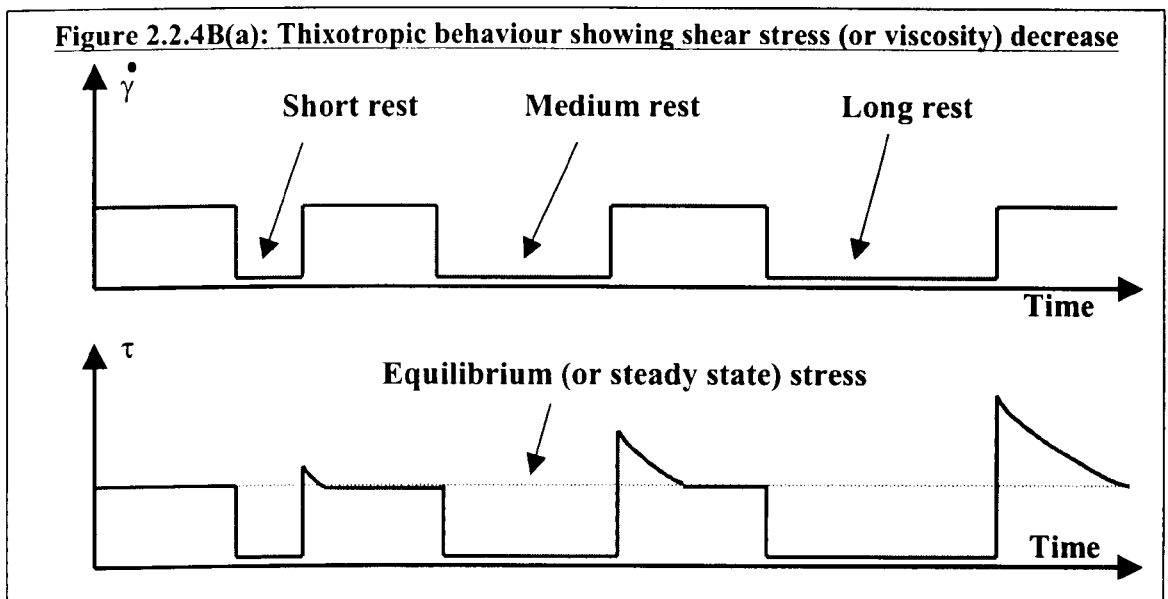 Figure 2.2.4B(a): Thixotropic behaviour showing shear stress (or viscosity) decrease
γ̇
Short rest
Medium rest
Long rest
Time
τ
Equilibrium (or steady state) stress
Time